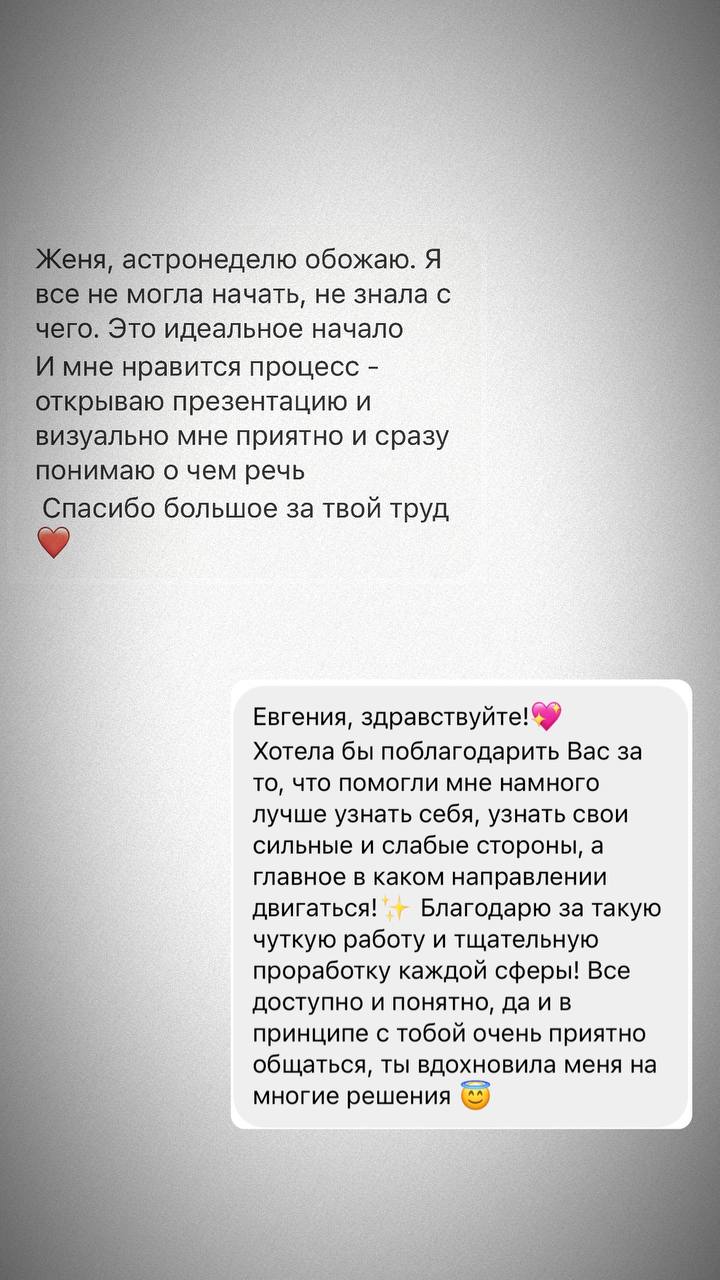 Женя, астронеделю обожаю. Я
все не могла начать, не знала с
чего. Это идеальное начало
И мне нравится процесс -
открываю презентацию и
визуально мне приятно и сразу
понимаю о чем речь
Спасибо большое за твой труд
❤️
Евгения, здравствуйте!💖
Хотела бы поблагодарить Вас за
то, что помогли мне намного
лучше узнать себя, узнать свои
сильные и слабые стороны, а
главное в каком направлении
двигаться!✨ Благодарю за такую
чуткую работу и тщательную
проработку каждой сферы! Все
доступно и понятно, да и в
принципе с тобой очень приятно
общаться, ты вдохновила меня на
многие решения 😇